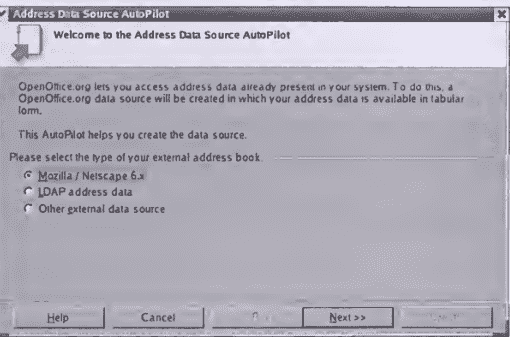 Address Data Source AutoPilot
Welcome to the Address Data Source AutoPilot
OpenOffice.org lets you access address data already present in your system. To do this, a
OpenOffice.org data source will be created in which your address data is available in tabular
form.
This AutoPilot helps you create the data source.
Please select the type of your external address book.
Mozilla / Netscape 6.x
LDAP address data
Other external data source
Help
Cancel
Next >>